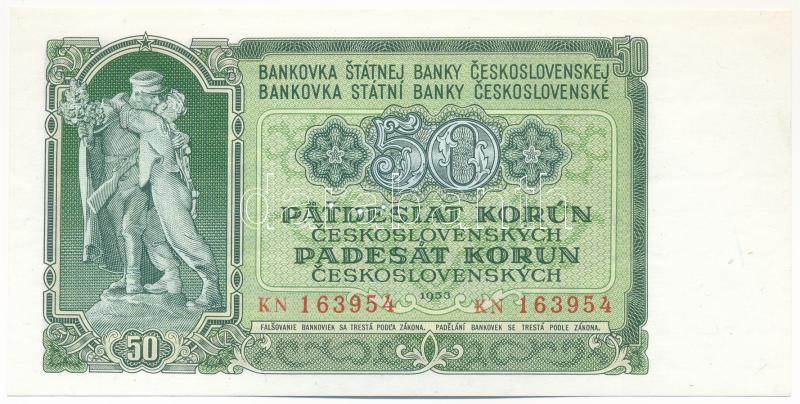 50
BANKOVKA ŠTÁTNEJ BANKY ČESKOSLOVENSKEJ
BANKOVKA STÁTNÍ BANKY ČESKOSLOVENSKÉ
50
PÄŤDESIAT KORÚN
ČESKOSLOVENSKÝCH
PADESÁT KORUN
ČESKOSLOVENSKÝCH
1953
KN 163954 KN 163954
FALŠOVANIE BANKOVIEK SA TRESTÁ PODĽA ZÁKONA. PADĚLÁNÍ BANKOVEK SE TRESTÁ PODLE ZÁKONA.
50